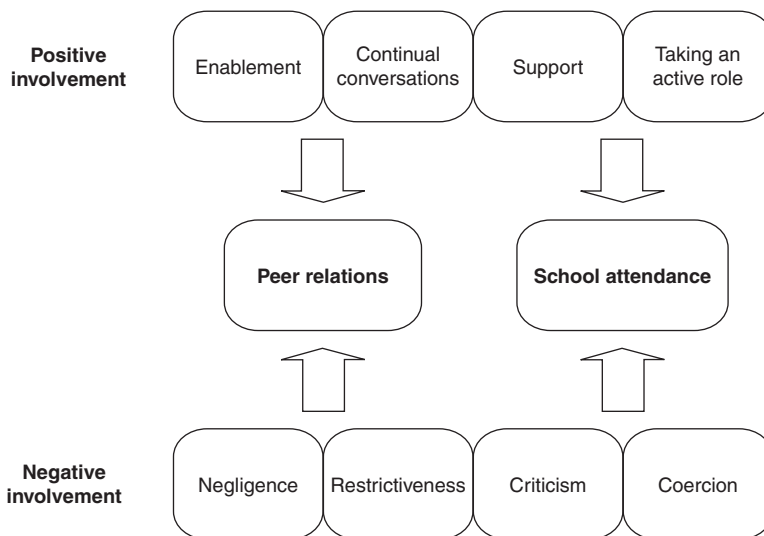 Positive
involvement
Enablement
Continual
conversations
Support
Taking an
active role
Peer relations
School attendance
Negative
involvement
Negligence
Restrictiveness
Criticism
Coercion